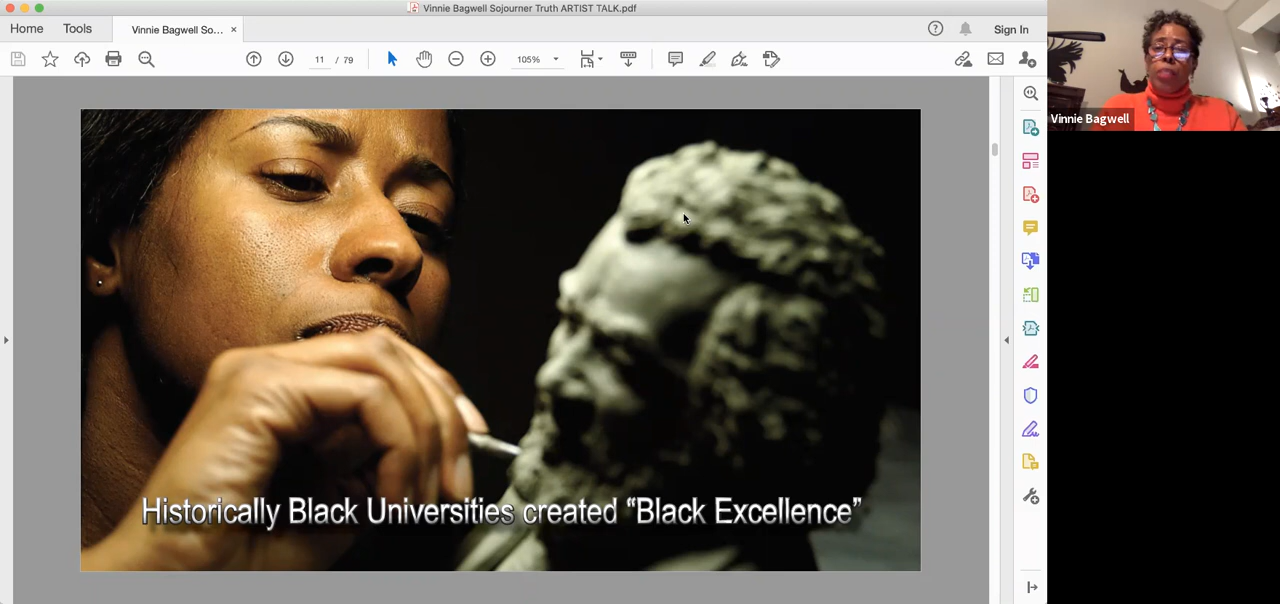 Vinnie Bagwell Sojourner Truth ARTIST TALK.pdf
Home Tools Vinnie Bagwell So... × Sign In
11 / 79 105%
Vinnie Bagwell
Historically Black Universities created “Black Excellence”